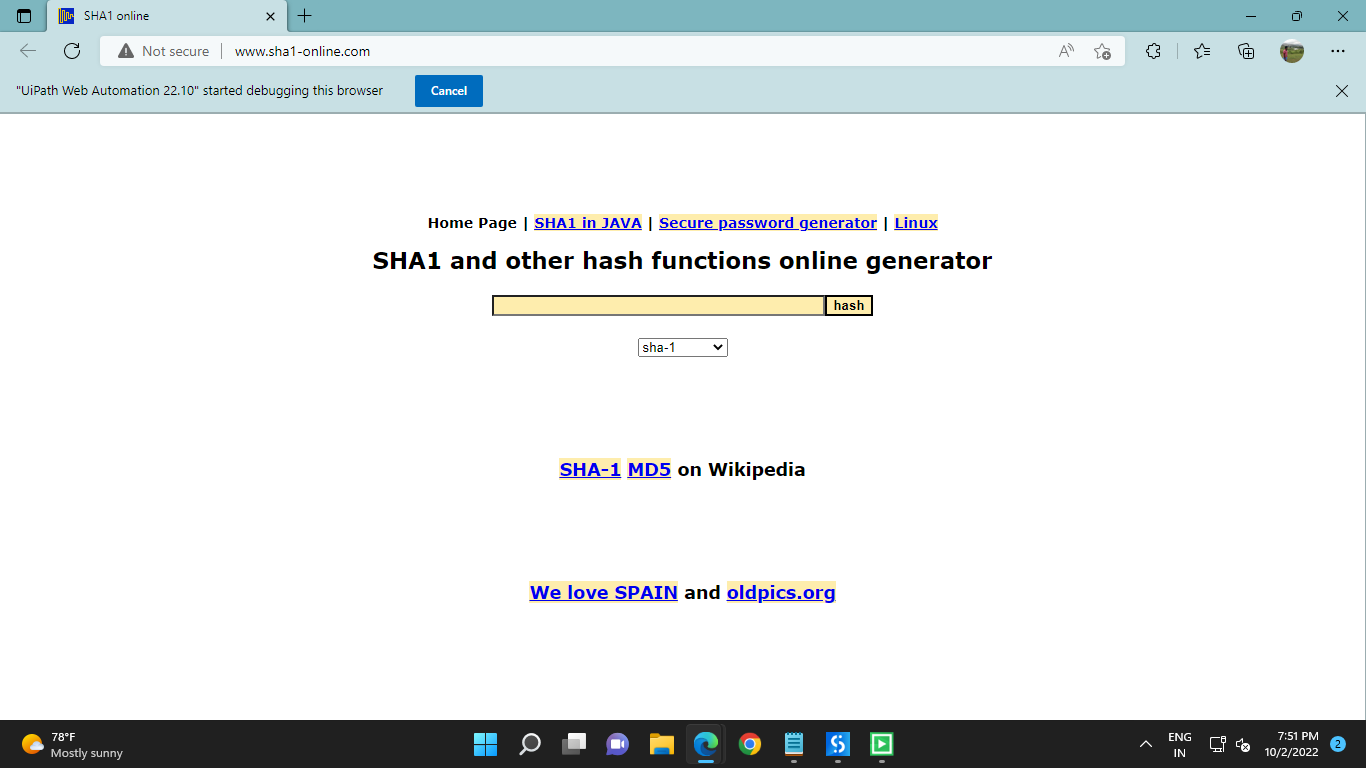 SHA1 online
Not secure www.sha1-online.com
"UiPath Web Automation 22.10" started debugging this browser Cancel
Home Page | SHA1 in JAVA | Secure password generator | Linux
SHA1 and other hash functions online generator
hash
sha-1
SHA-1 MD5 on Wikipedia
We love SPAIN and oldpics.org
78°F
Mostly sunny
ENG
IN
7:51 PM
10/2/2022
2